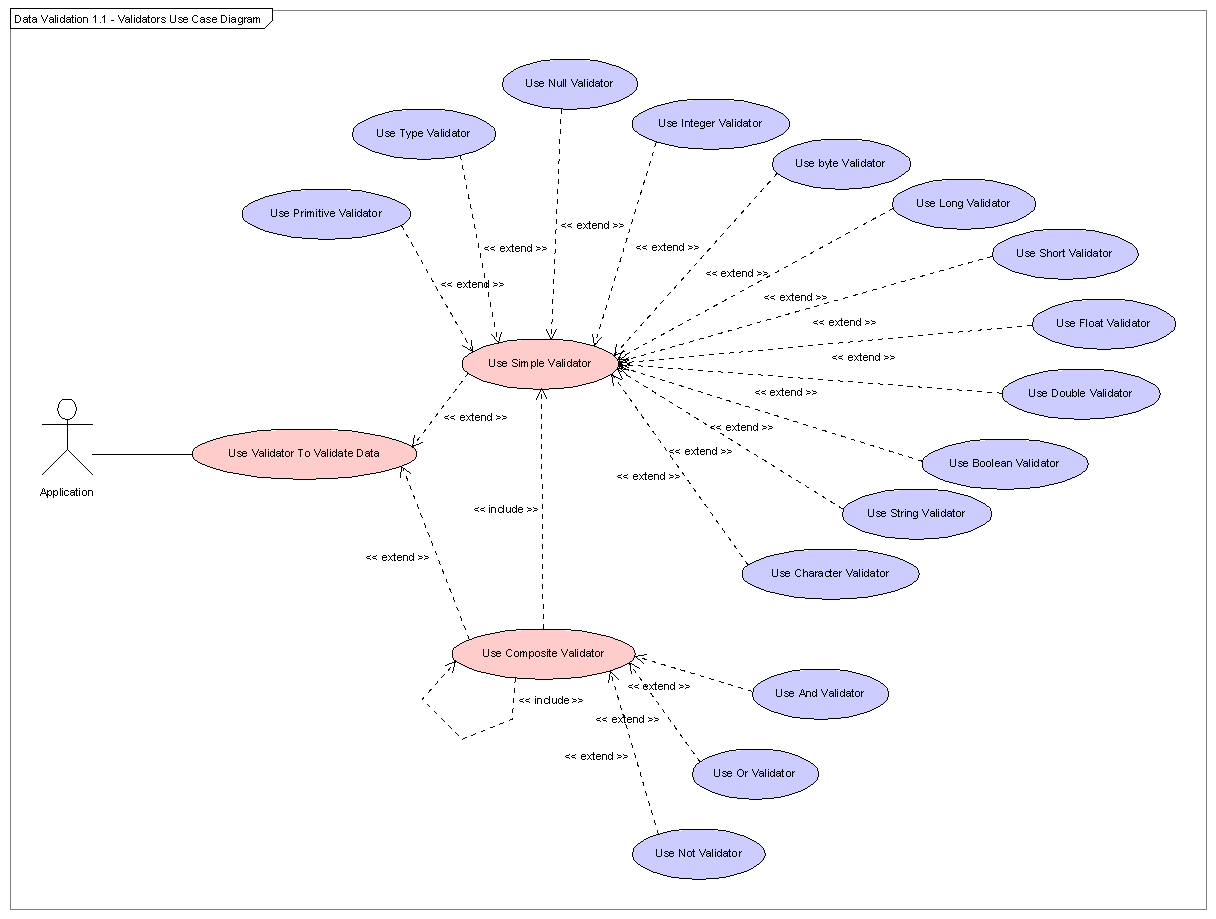 Data Validation 1.1 - Validators Use Case Diagram
Use Null Validator
Use Type Validator
Use Integer Validator
Use byte Validator
Use Primitive Validator
Use Long Validator
<< extend >>
<< extend >>
<< extend >>
Use Short Validator
<< extend >>
<< extend >>
<< extend >>
<< extend >>
Use Float Validator
Use Simple Validator
<< extend >>
<< extend >>
Use Double Validator
<< extend >>
<< extend >>
<< extend >>
Use Validator To Validate Data
Use Boolean Validator
<< extend >>
Application
<< include >>
Use String Validator
<< extend >>
Use Character Validator
Use Composite Validator
<< extend >>
Use And Validator
<< include >>
<< extend >>
<< extend >>
Use Or Validator
Use Not Validator